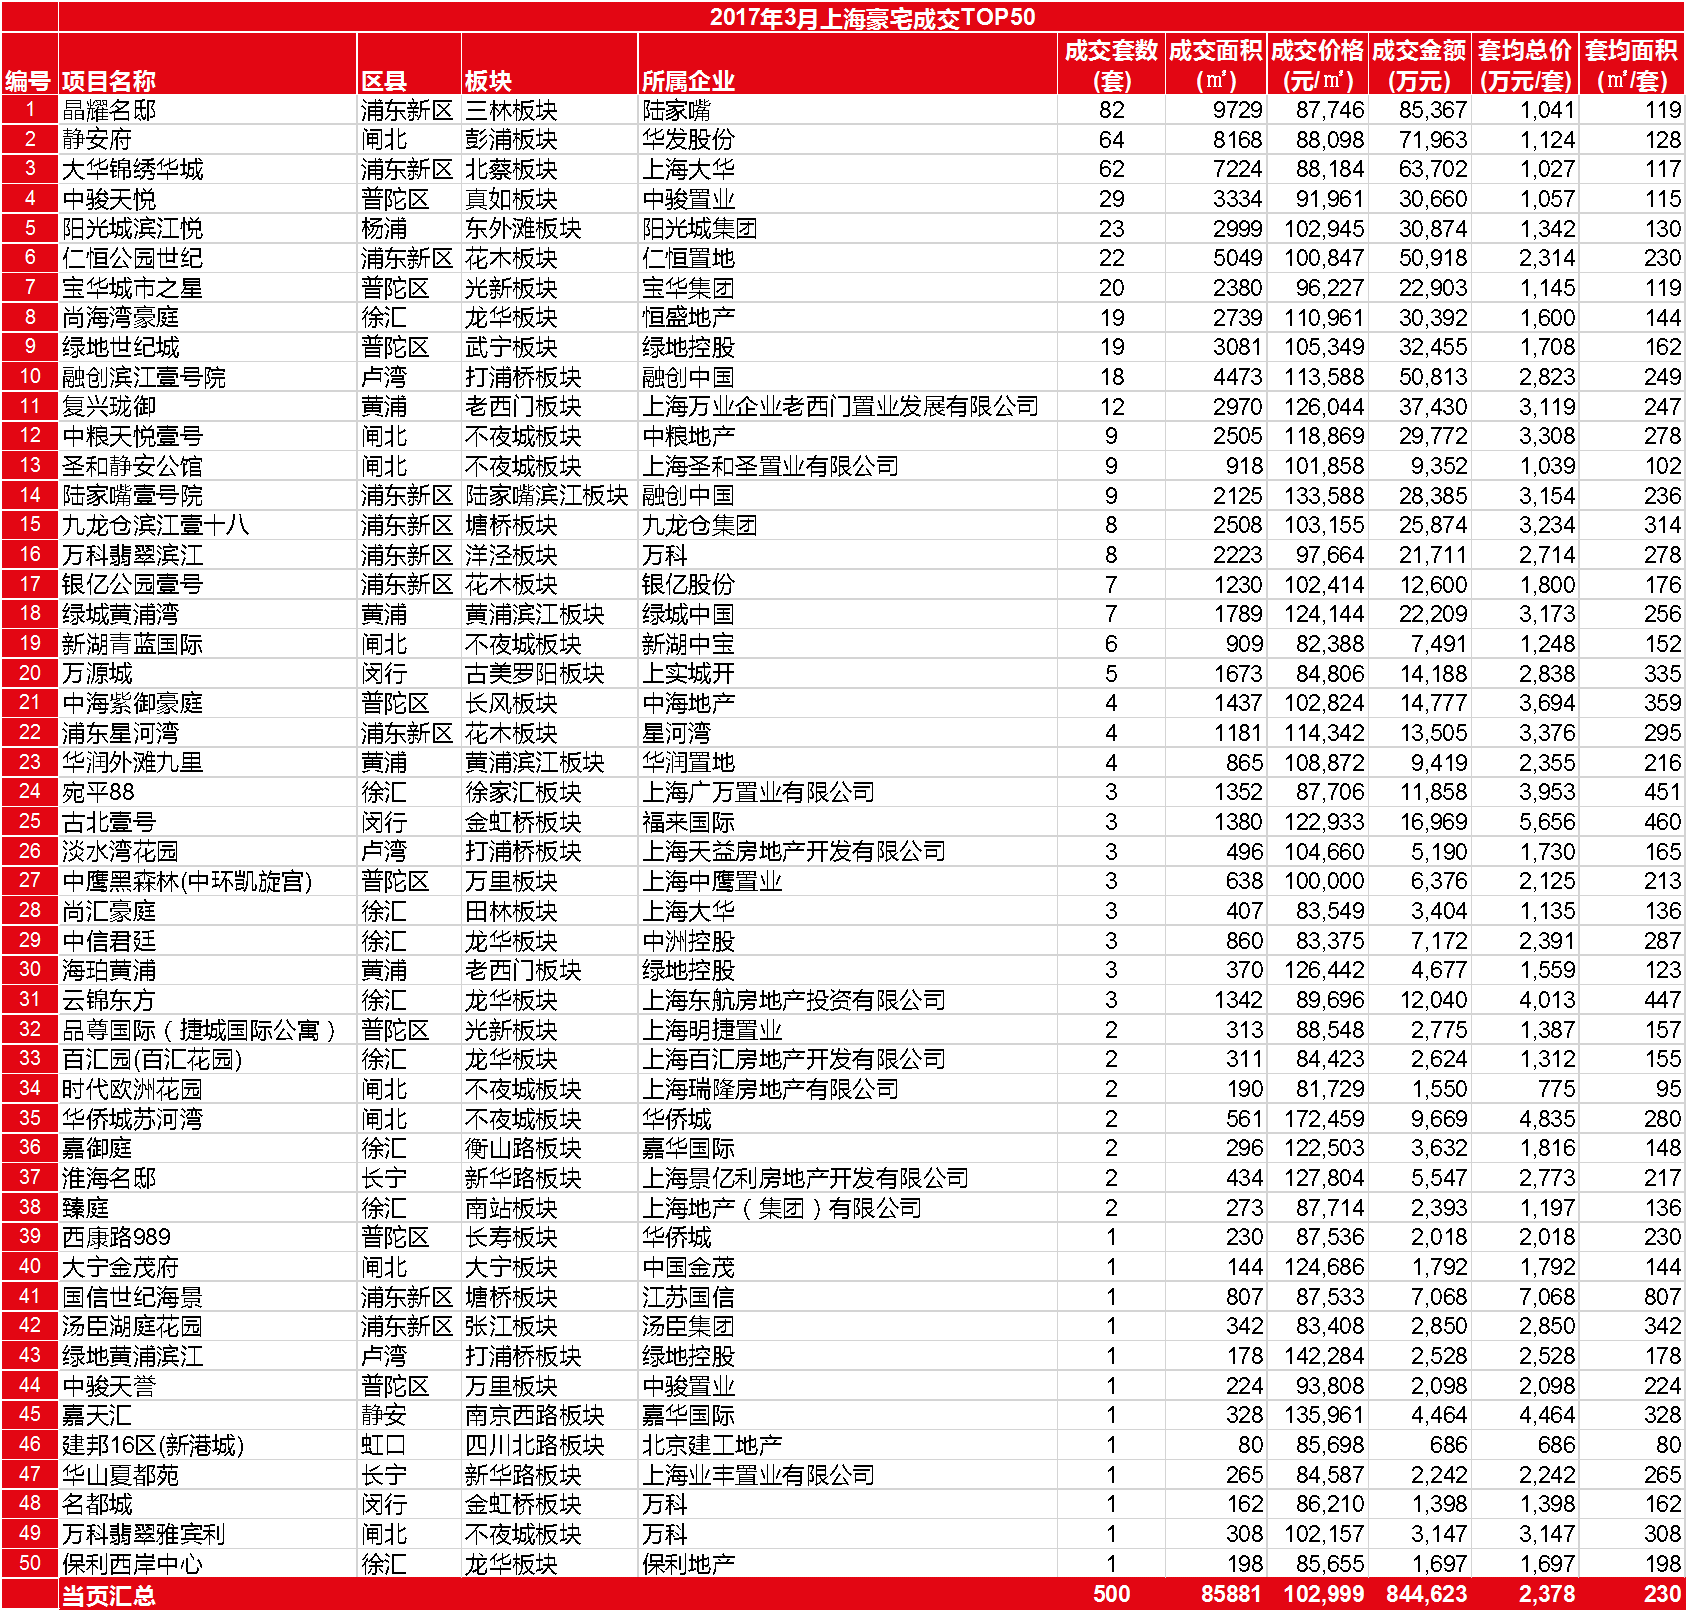 2017年3月上海豪宅成交TOP50
编号 项目名称 区县 板块 所属企业 成交套数(套) 成交面积(㎡) 成交价格(元/㎡) 成交金额(万元) 套均总价(万元/套) 套均面积(㎡/套)
1 晶耀名邸 浦东新区 三林板块 陆家嘴 82 9729 87,746 85,367 1,041 119
2 静安府 闸北 彭浦板块 华发股份 64 8168 88,098 71,963 1,124 128
3 大华锦绣华城 浦东新区 北蔡板块 上海大华 62 7224 88,184 63,702 1,027 117
4 中骏天悦 普陀区 真如板块 中骏置业 29 3334 91,961 30,660 1,057 115
5 阳光城滨江悦 杨浦 东外滩板块 阳光城集团 23 2999 102,945 30,874 1,342 130
6 仁恒公园世纪 浦东新区 花木板块 仁恒置地 22 5049 100,847 50,918 2,314 230
7 宝华城市之星 普陀区 光新板块 宝华集团 20 2380 96,227 22,903 1,145 119
8 尚海湾豪庭 徐汇 龙华板块 恒盛地产 19 2739 110,961 30,392 1,600 144
9 绿地世纪城 普陀区 武宁板块 绿地控股 19 3081 105,349 32,455 1,708 162
10 融创滨江壹号院 卢湾 打浦桥板块 融创中国 18 4473 113,588 50,813 2,823 249
11 复兴珑御 黄浦 老西门板块 上海万业企业老西门置业发展有限公司 12 2970 126,044 37,430 3,119 247
12 中粮天悦壹号 闸北 不夜城板块 中粮地产 9 2505 118,869 29,772 3,308 278
13 圣和静安公馆 闸北 不夜城板块 上海圣和圣置业有限公司 9 918 101,858 9,352 1,039 102
14 陆家嘴壹号院 浦东新区 陆家嘴滨江板块 融创中国 9 2125 133,588 28,385 3,154 236
15 九龙仓滨江壹十八 浦东新区 塘桥板块 九龙仓集团 8 2508 103,155 25,874 3,234 314
16 万科翡翠滨江 浦东新区 洋泾板块 万科 8 2223 97,664 21,711 2,714 278
17 银亿公园壹号 浦东新区 花木板块 银亿股份 7 1230 102,414 12,600 1,800 176
18 绿城黄浦湾 黄浦 黄浦滨江板块 绿城中国 7 1789 124,144 22,209 3,173 256
19 新湖青蓝国际 闸北 不夜城板块 新湖中宝 6 909 82,388 7,491 1,248 152
20 万源城 闵行 古美罗阳板块 上实城开 5 1673 84,806 14,188 2,838 335
21 中海紫御豪庭 普陀区 长风板块 中海地产 4 1437 102,824 14,777 3,694 359
22 浦东星河湾 浦东新区 花木板块 星河湾 4 1181 114,342 13,505 3,376 295
23 华润外滩九里 黄浦 黄浦滨江板块 华润置地 4 865 108,872 9,419 2,355 216
24 宛平88 徐汇 徐家汇板块 上海广万置业有限公司 3 1352 87,706 11,858 3,953 451
25 古北壹号 闵行 金虹桥板块 福来国际 3 1380 122,933 16,969 5,656 460
26 淡水湾花园 卢湾 打浦桥板块 上海天益房地产开发有限公司 3 496 104,660 5,190 1,730 165
27 中鹰黑森林(中环凯旋宫) 普陀区 万里板块 上海中鹰置业 3 638 100,000 6,376 2,125 213
28 尚汇豪庭 徐汇 田林板块 上海大华 3 407 83,549 3,404 1,135 136
29 中信君廷 徐汇 龙华板块 中洲控股 3 860 83,375 7,172 2,391 287
30 海珀黄浦 黄浦 老西门板块 绿地控股 3 370 126,442 4,677 1,559 123
31 云锦东方 徐汇 龙华板块 上海东航房地产投资有限公司 3 1342 89,696 12,040 4,013 447
32 品尊国际（捷城国际公寓） 普陀区 光新板块 上海明捷置业 2 313 88,548 2,775 1,387 157
33 百汇园(百汇花园) 徐汇 龙华板块 上海百汇房地产开发有限公司 2 311 84,423 2,624 1,312 155
34 时代欧洲花园 闸北 不夜城板块 上海瑞隆房地产有限公司 2 190 81,729 1,550 775 95
35 华侨城苏河湾 闸北 不夜城板块 华侨城 2 561 172,459 9,669 4,835 280
36 嘉御庭 徐汇 衡山路板块 嘉华国际 2 296 122,503 3,632 1,816 148
37 淮海名邸 长宁 新华路板块 上海景亿利房地产开发有限公司 2 434 127,804 5,547 2,773 217
38 臻庭 徐汇 南站板块 上海地产（集团）有限公司 2 273 87,714 2,393 1,197 136
39 西康路989 普陀区 长寿板块 华侨城 1 230 87,536 2,018 2,018 230
40 大宁金茂府 闸北 大宁板块 中国金茂 1 144 124,686 1,792 1,792 144
41 国信世纪海景 浦东新区 塘桥板块 江苏国信 1 807 87,533 7,068 7,068 807
42 汤臣湖庭花园 浦东新区 张江板块 汤臣集团 1 342 83,408 2,850 2,850 342
43 绿地黄浦滨江 卢湾 打浦桥板块 绿地控股 1 178 142,284 2,528 2,528 178
44 中骏天誉 普陀区 万里板块 中骏置业 1 224 93,808 2,098 2,098 224
45 嘉天汇 静安 南京西路板块 嘉华国际 1 328 135,961 4,464 4,464 328
46 建邦16区(新港城) 虹口 四川北路板块 北京建工地产 1 80 85,698 686 686 80
47 华山夏都苑 长宁 新华路板块 上海业丰置业有限公司 1 265 84,587 2,242 2,242 265
48 名都城 闵行 金虹桥板块 万科 1 162 86,210 1,398 1,398 162
49 万科翡翠雅宾利 闸北 不夜城板块 万科 1 308 102,157 3,147 3,147 308
50 保利西岸中心 徐汇 龙华板块 保利地产 1 198 85,655 1,697 1,697 198
当页汇总 500 85881 102,999 844,623 2,378 230